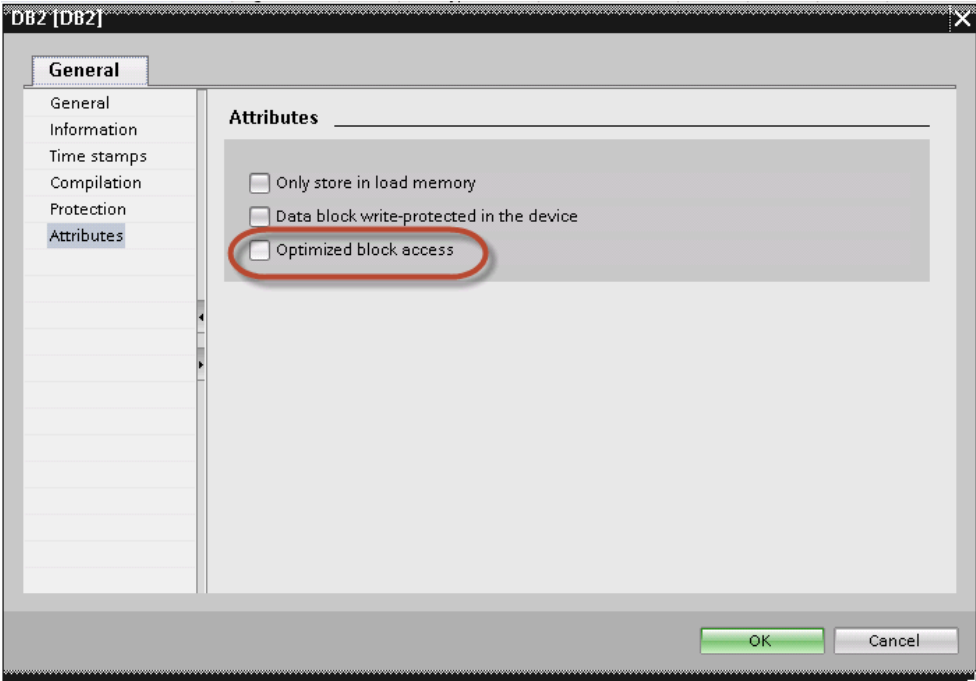 DB2 [DB2]
General
General
Information
Time stamps
Compilation
Protection
Attributes
Attributes
Only store in load memory
Data block write-protected in the device
Optimized block access
OK
Cancel